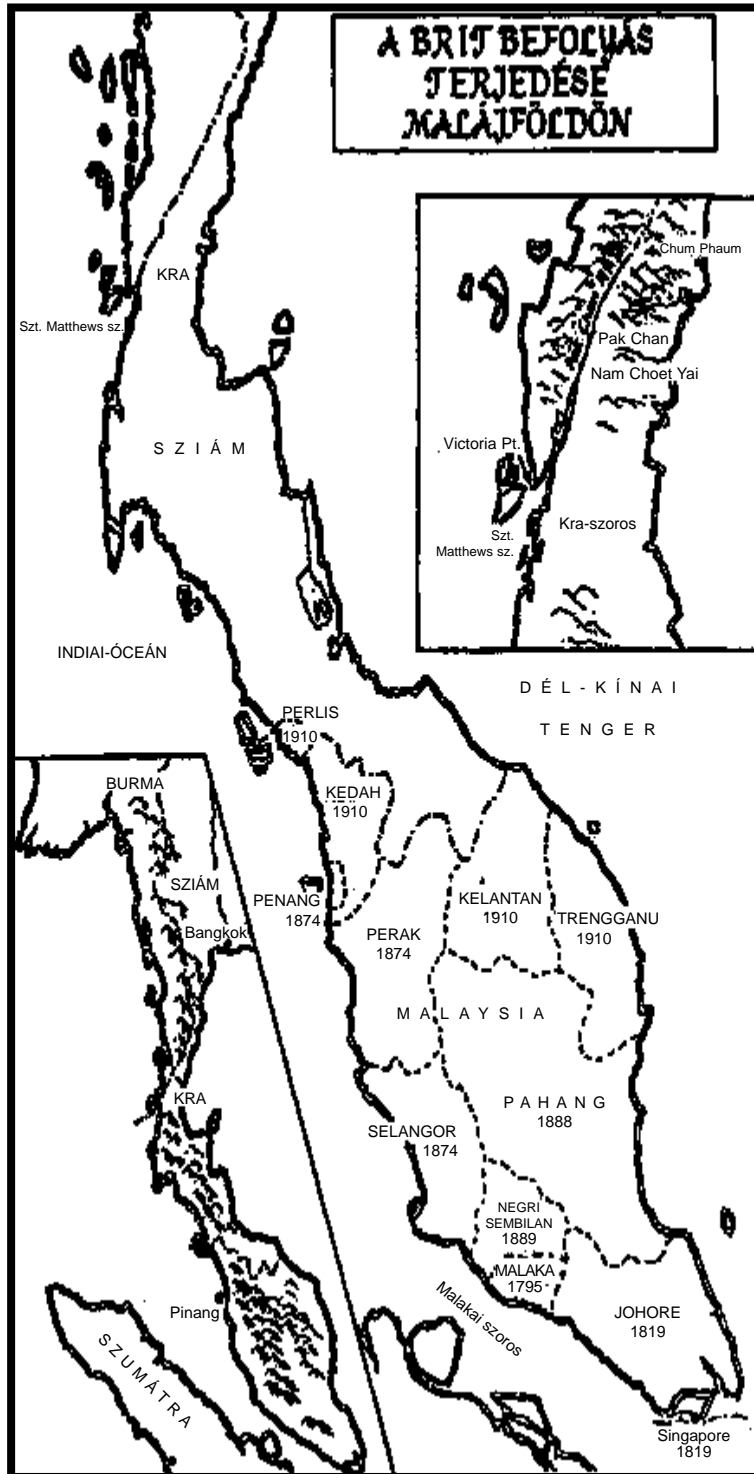 A BRIT BEFOLYÁS
TERJEDÉSE
MALÁJFÖLDÖN
KRA
Szt. Matthews sz.
SZIÁM
INDIAI-ÓCEÁN
DÉL-KÍNAI
TENGER
Chum Phaum
Pak Chan
Nam Choet Yai
Victoria Pt.
Kra-szoros
Szt.
Matthews sz.
PERLIS
1910
KEDAH
1910
PENANG
1874
PERAK
1874
KELANTAN
1910
TRENGGANU
1910
MALAYSIA
PAHANG
1888
SELANGOR
1874
NEGRI
SEMBILAN
1889
MALAKA
1795
Malakai szoros
JOHORE
1819
Singapore
1819
BURMA
SZIÁM
Bangkok
KRA
Pinang
SZUMÁTRA